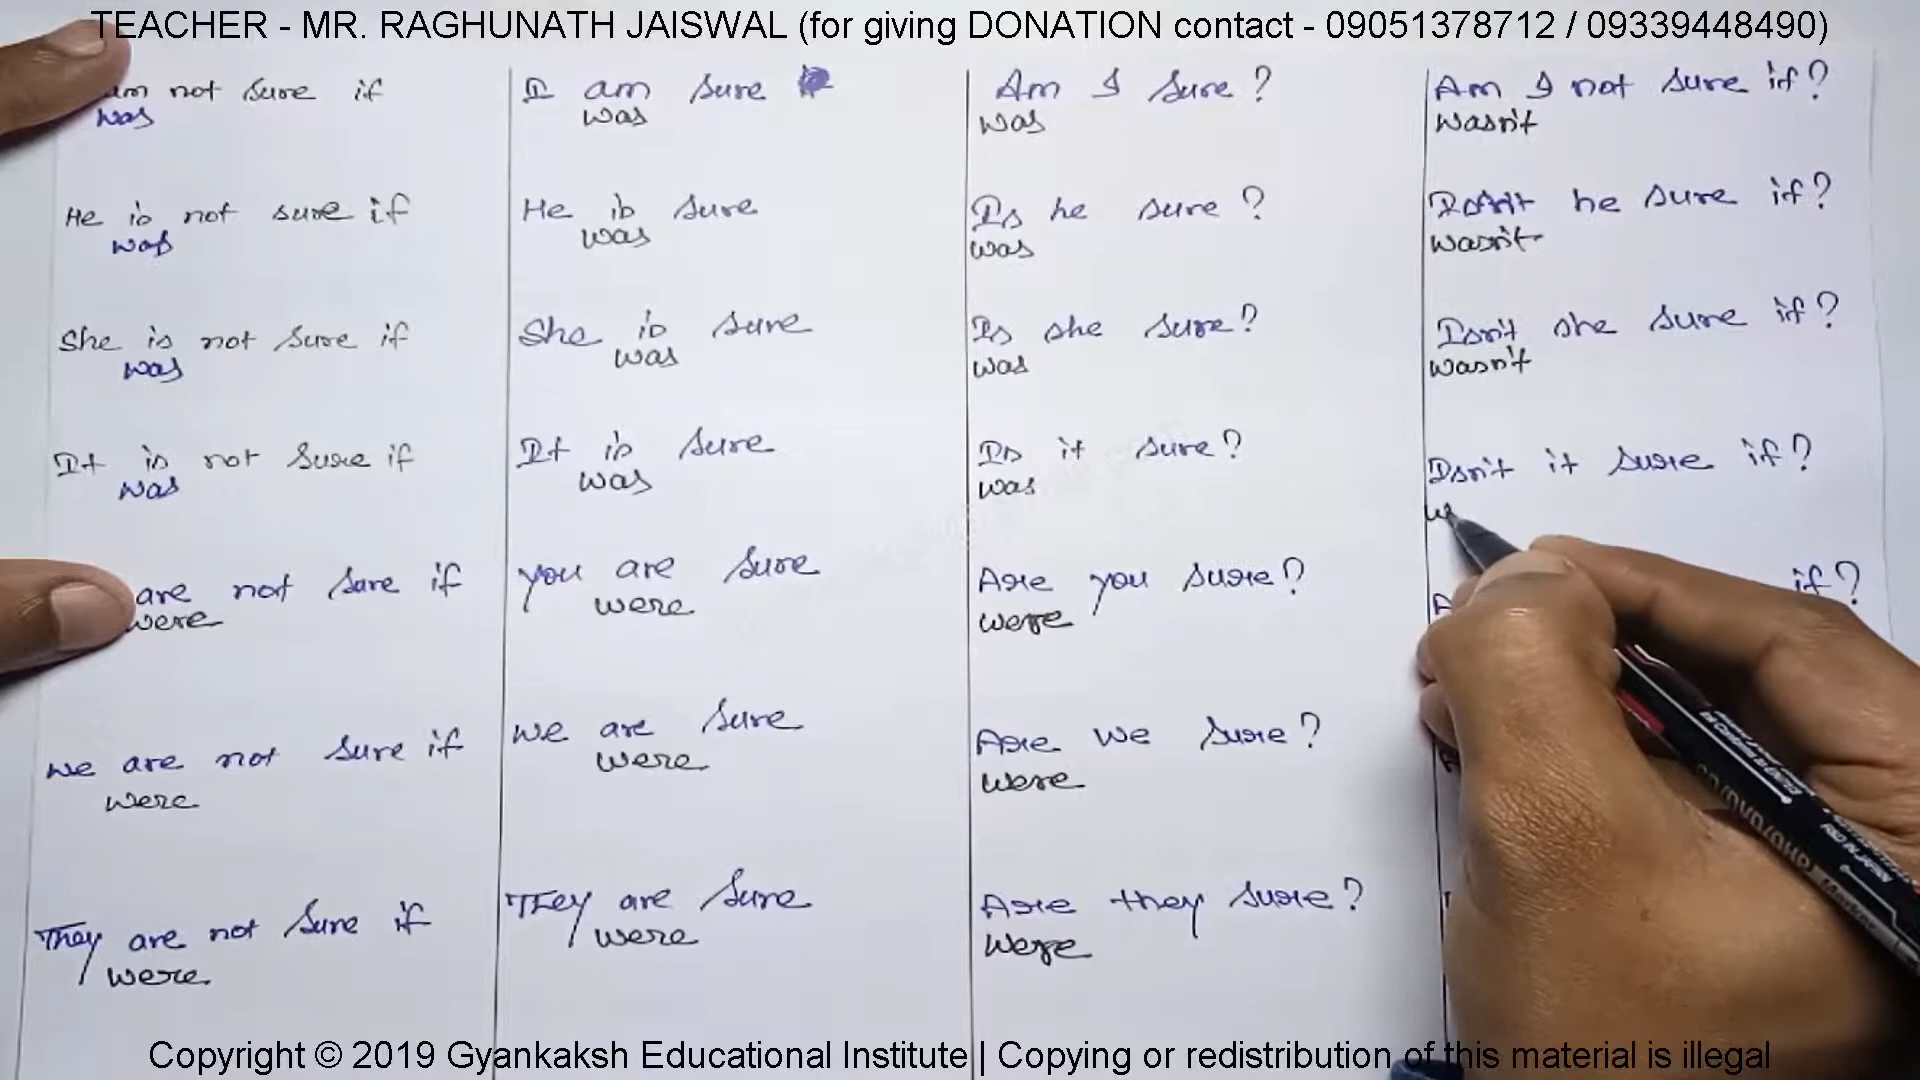 TEACHER - MR. RAGHUNATH JAISWAL (for giving DONATION contact - 09051378712 / 09339448490)
am not sure if
was
He is not sure if
was
She is not sure if
was
It is not sure if
was
are not sure if
were
We are not sure if
were
They are not sure if
were
I am sure
was
He is sure
was
She is sure
was
It is sure
was
you are sure
were
We are sure
were
They are sure
were
Am I sure?
was
Is he sure?
was
Is she sure?
was
Is it sure?
was
Are you sure?
were
Are we sure?
were
Are they sure?
were
Am I not sure if?
wasn't
Isn't he sure if?
wasn't
Isn't she sure if?
wasn't
Isn't it sure if?
if?
Copyright © 2019 Gyankaksh Educational Institute | Copying or redistribution of this material is illegal